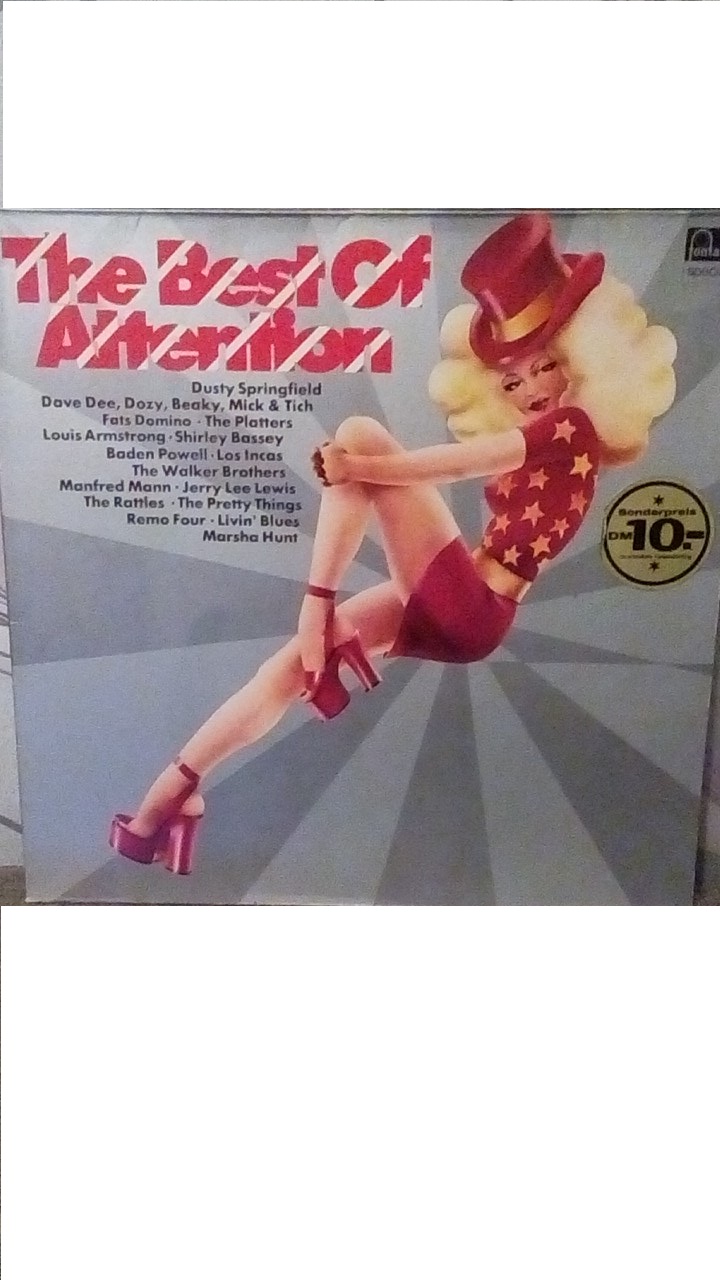 The Best Of
Attention
Dusty Springfield
Dave Dee, Dozy, Beaky, Mick & Tich
Fats Domino · The Platters
Louis Armstrong · Shirley Bassey
Baden Powell · Los Incas
The Walker Brothers
Manfred Mann · Jerry Lee Lewis
The Rattles · The Pretty Things
Remo Four · Livin' Blues
Marsha Hunt
Sonderpreis
DM 10.-